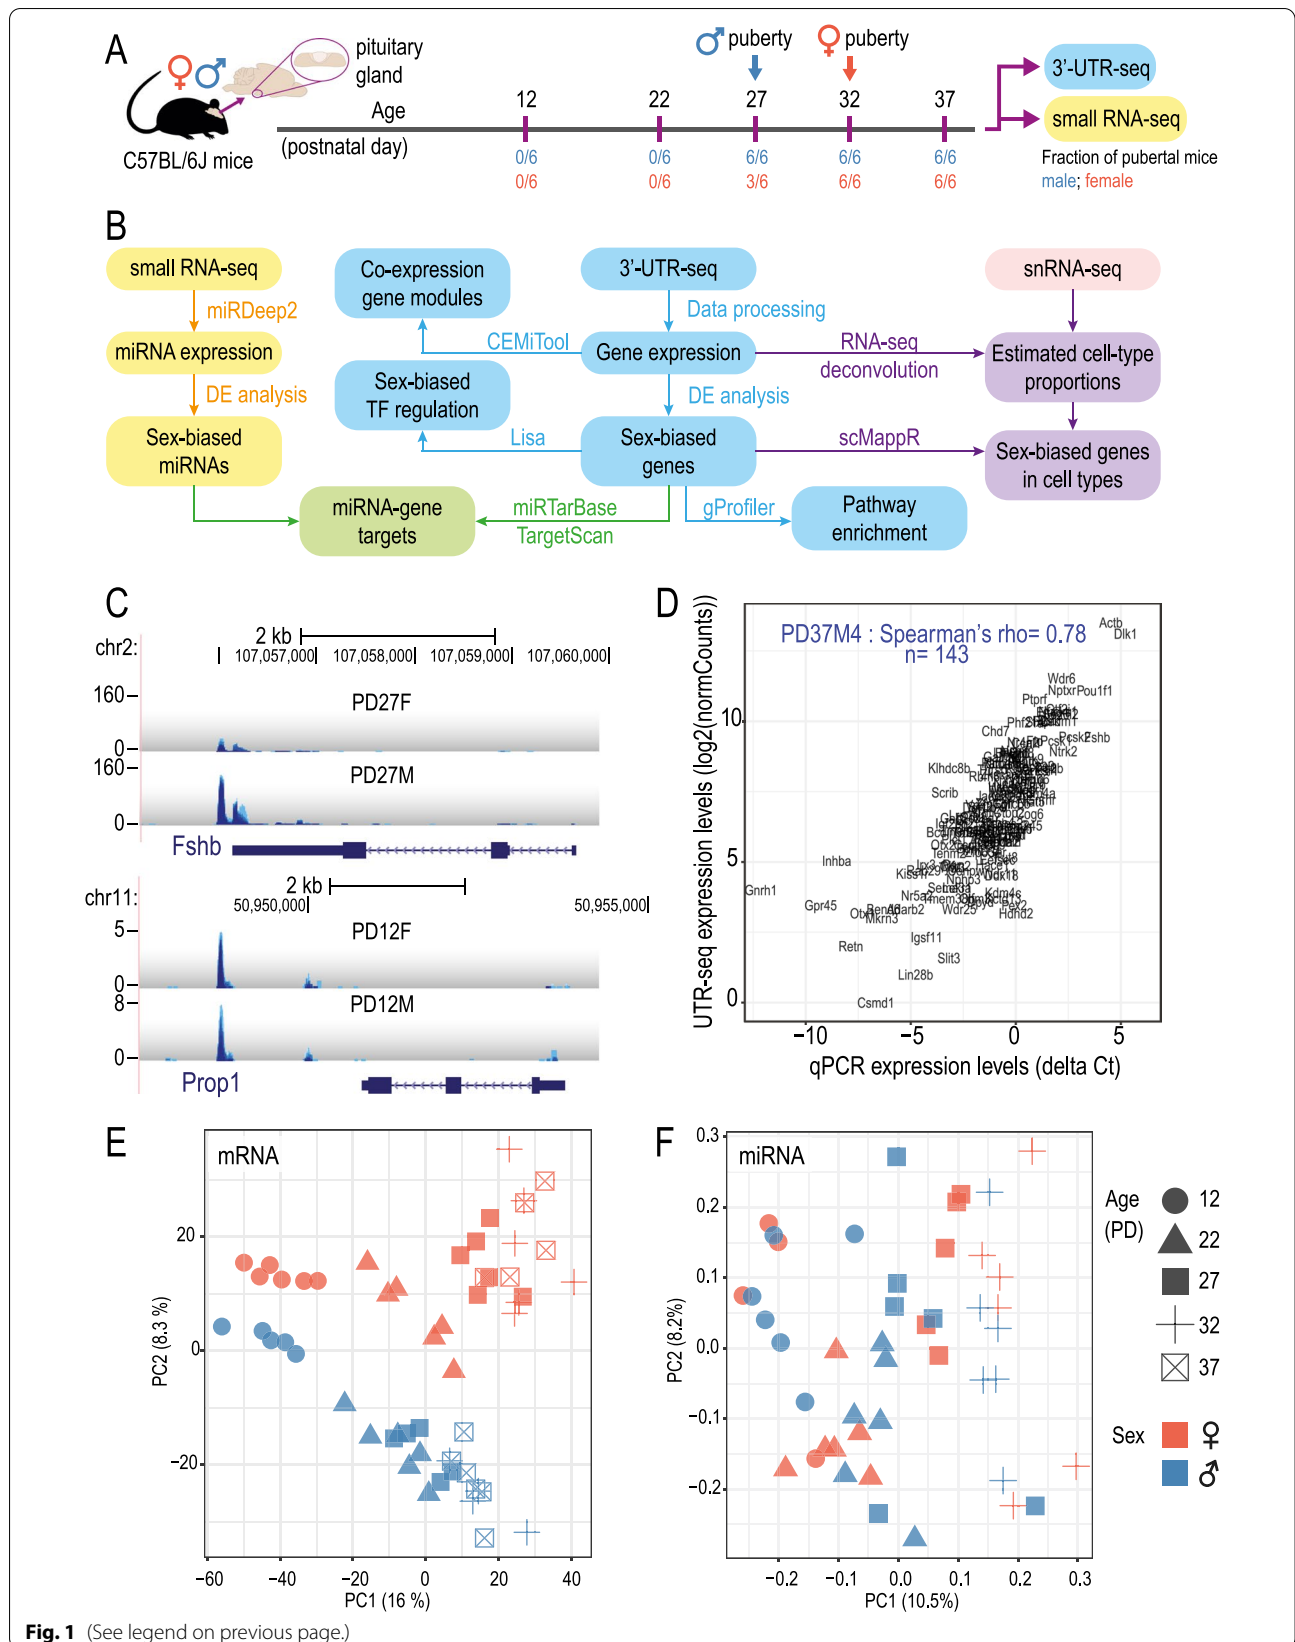 A
pituitary
gland
C57BL/6J mice
Age
(postnatal day)
♂ puberty
♀ puberty
12 22 27 32 37
0/6 0/6 6/6 6/6 6/6
0/6 0/6 3/6 6/6 6/6
3'-UTR-seq
small RNA-seq
Fraction of pubertal mice
male; female
B
small RNA-seq
miRDeep2
miRNA expression
DE analysis
Sex-biased
miRNAs
Co-expression
gene modules
CEMiTool
Sex-biased
TF regulation
Lisa
3'-UTR-seq
Data processing
Gene expression
DE analysis
Sex-biased
genes
RNA-seq
deconvolution
scMappR
snRNA-seq
Estimated cell-type
proportions
Sex-biased genes
in cell types
miRNA-gene
targets
miRTarBase
TargetScan
gProfiler
Pathway
enrichment
C
2 kb
chr2:
107,057,000 107,058,000 107,059,000 107,060,000
160
PD27F
0
160
PD27M
0
Fshb
2 kb
chr11:
50,950,000 50,955,000
5
PD12F
0
8
PD12M
0
Prop1
D
PD37M4 : Spearman's rho= 0.78
n= 143
UTR-seq expression levels (log2(normCounts))
10
5
0
−10 −5 0 5
qPCR expression levels (delta Ct)
Actb
Dlk1
Wdr6
Nptxr Pou1f1
Ptprf
Chd7
Pcsk1
Pcsk2
Fshb
Ntrk2
Klhdc8b
Scrib
Inhba
Gnrh1
Gpr45
Nr5a2
Mkrn3
Wdr25
Kdm4c
Pex2
Hdhd2
Igsf11
Retn
Slit3
Lin28b
Csmd1
E
mRNA
PC2 (8.3 %)
20
0
−20
−60 −40 −20 0 20 40
PC1 (16 %)
F
miRNA
PC2 (8.2%)
0.3
0.2
0.1
0.0
−0.1
−0.2
−0.2 −0.1 0.0 0.1 0.2 0.3
PC1 (10.5%)
Age
(PD)
12
22
27
32
37
Sex
♀
♂
Fig. 1 (See legend on previous page.)